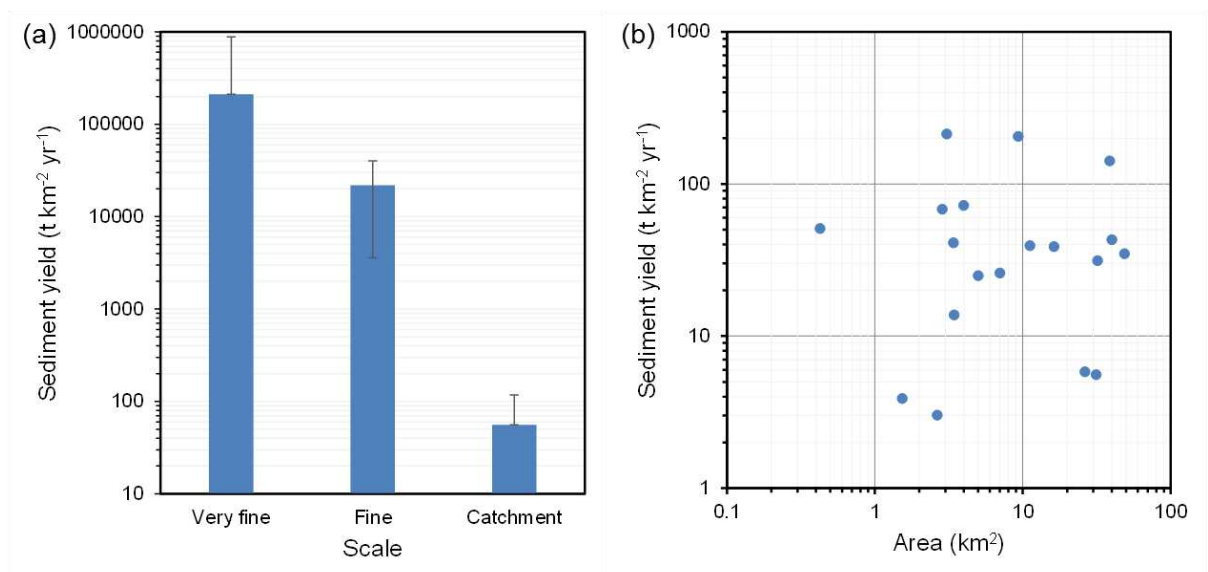 (a)
1000000
100000
10000
1000
100
10
Sediment yield (t km-2 yr-1)
Very fine Fine Catchment
Scale
(b)
1000
100
10
1
Sediment yield (t km-2 yr-1)
0.1 1 10 100
Area (km2)